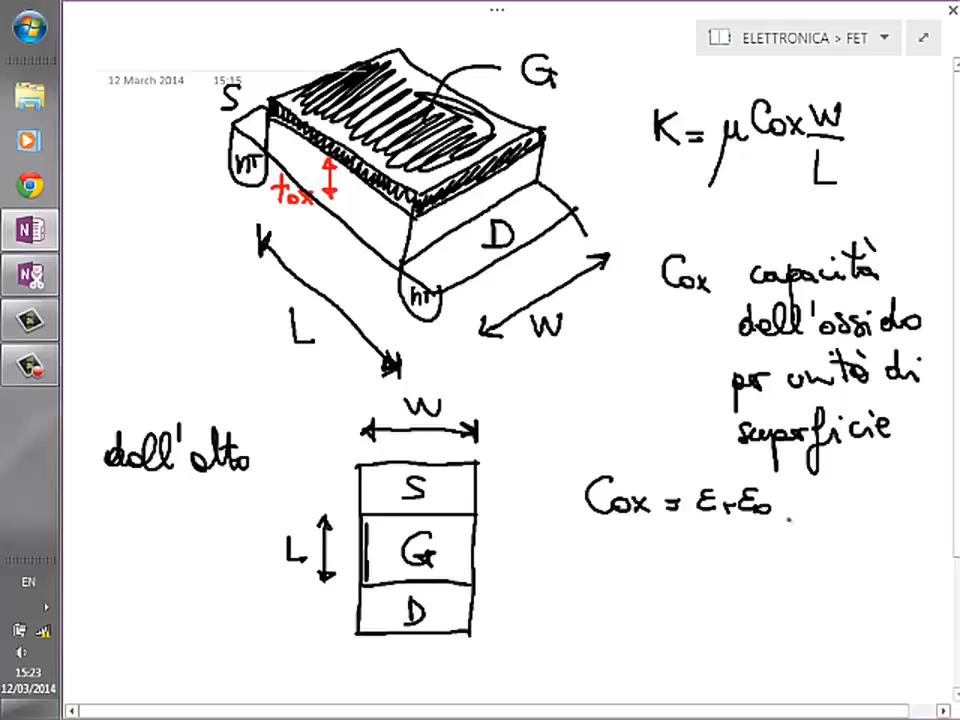 ELETTRONICA > FET
12 March 2014 15:15
S
G
n+
tox
D
n+
L
W
K = μ Cox W/L
Cox capacità
dell'ossido
per unità di
superficie
Cox = εrε0
dall'alto
W
S
L
G
D
EN
15:23
12/03/2014